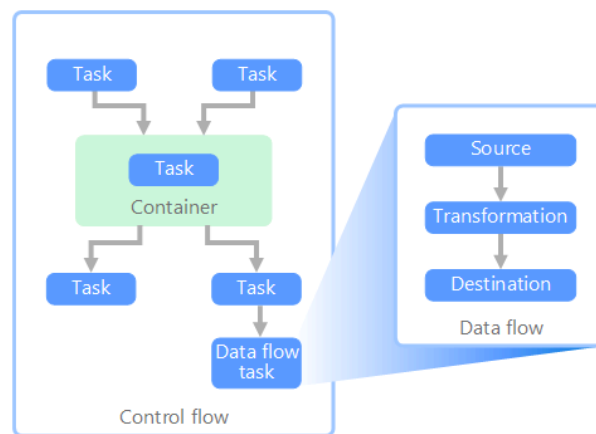 Task
Task
Task
Container
Task
Task
Data flow
task
Control flow
Source
Transformation
Destination
Data flow